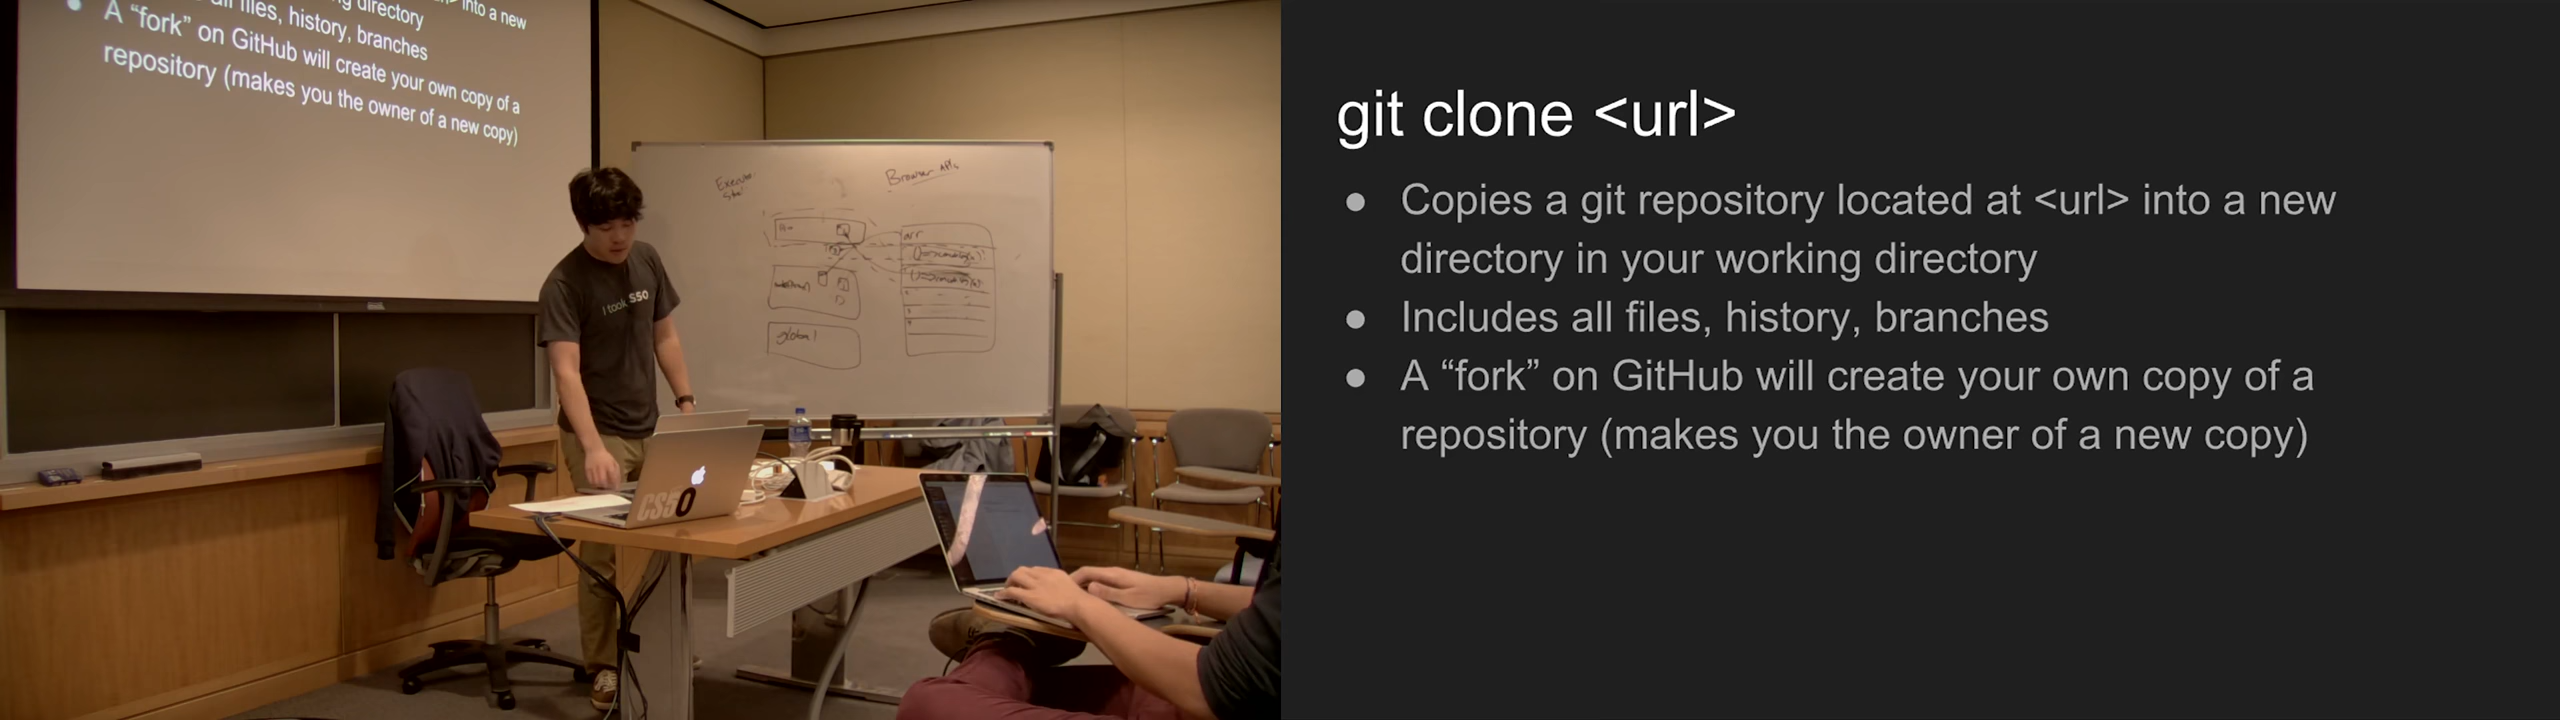 into a new
directory
all files, history, branches
A “fork” on GitHub will create your own copy of a
repository (makes you the owner of a new copy)
Browser APIs
global
I took CS50
CS50
git clone <url>
Copies a git repository located at <url> into a new
directory in your working directory
Includes all files, history, branches
A “fork” on GitHub will create your own copy of a
repository (makes you the owner of a new copy)